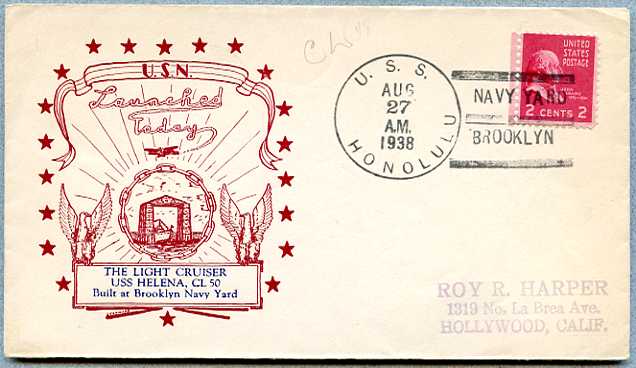 U.S.N.
Launched
Today
THE LIGHT CRUISER
USS HELENA, CL 50
Built at Brooklyn Navy Yard
U. S. S.
HONOLULU
AUG
27
A.M.
1938
NAVY YARD
BROOKLYN
UNITED
STATES
POSTAGE
2 CENTS 2
ROY R. HARPER
1319 No. La Brea Ave.
HOLLYWOOD, CALIF.